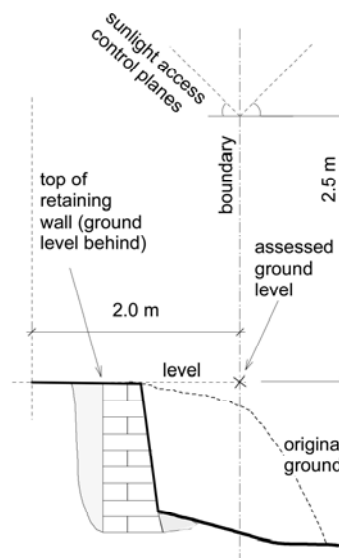 sunlight access
control planes
boundary
2.5 m
top of
retaining
wall (ground
level behind)
assessed
ground
level
2.0 m
level
origina
ground